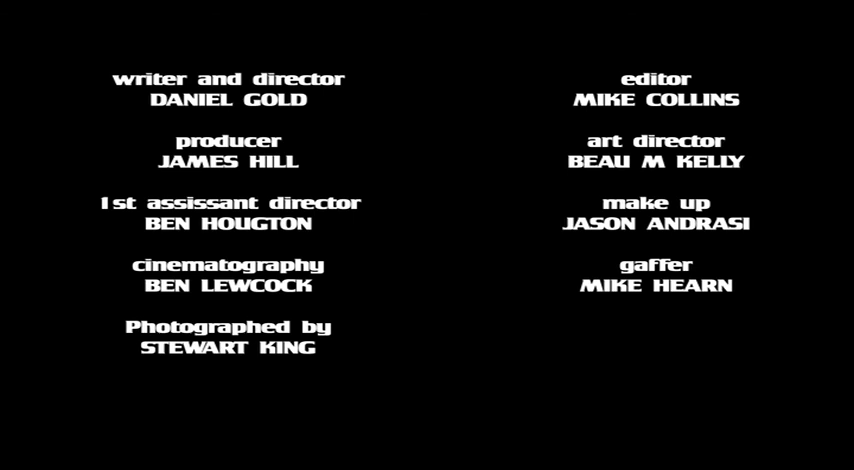 writer and director
DANIEL GOLD
producer
JAMES HILL
1st assissant director
BEN HOUGTON
cinematography
BEN LEWCOCK
Photographed by
STEWART KING
editor
MIKE COLLINS
art director
BEAU M KELLY
make up
JASON ANDRASI
gaffer
MIKE HEARN